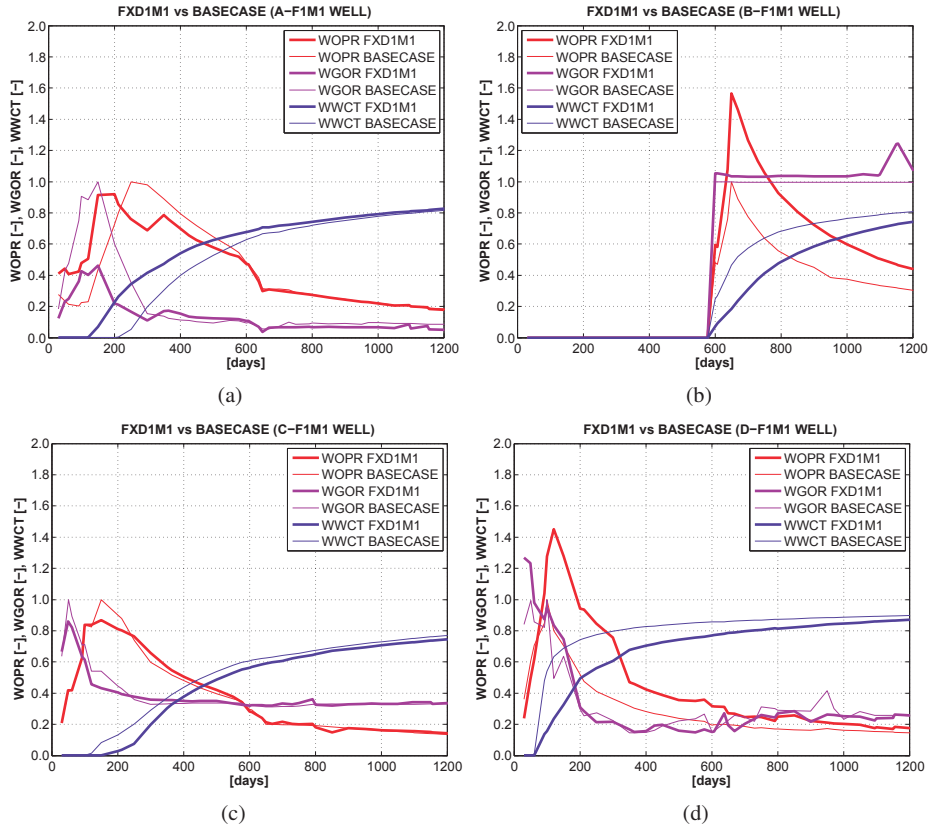 FXD1M1 vs BASECASE (A−F1M1 WELL)
2.0
1.8
1.6
1.4
1.2
1.0
0.8
0.6
0.4
0.2
0.0
WOPR [−], WGOR [−], WWCT [−]
WOPR FXD1M1
WOPR BASECASE
WGOR FXD1M1
WGOR BASECASE
WWCT FXD1M1
WWCT BASECASE
0 200 400 600 800 1000 1200
[days]
(a)
FXD1M1 vs BASECASE (B−F1M1 WELL)
2.0
1.8
1.6
1.4
1.2
1.0
0.8
0.6
0.4
0.2
0.0
WOPR [−], WGOR [−], WWCT [−]
WOPR FXD1M1
WOPR BASECASE
WGOR FXD1M1
WGOR BASECASE
WWCT FXD1M1
WWCT BASECASE
0 200 400 600 800 1000 1200
[days]
(b)
FXD1M1 vs BASECASE (C−F1M1 WELL)
2.0
1.8
1.6
1.4
1.2
1.0
0.8
0.6
0.4
0.2
0.0
WOPR [−], WGOR [−], WWCT [−]
WOPR FXD1M1
WOPR BASECASE
WGOR FXD1M1
WGOR BASECASE
WWCT FXD1M1
WWCT BASECASE
0 200 400 600 800 1000 1200
[days]
(c)
FXD1M1 vs BASECASE (D−F1M1 WELL)
2.0
1.8
1.6
1.4
1.2
1.0
0.8
0.6
0.4
0.2
0.0
WOPR [−], WGOR [−], WWCT [−]
WOPR FXD1M1
WOPR BASECASE
WGOR FXD1M1
WGOR BASECASE
WWCT FXD1M1
WWCT BASECASE
0 200 400 600 800 1000 1200
[days]
(d)